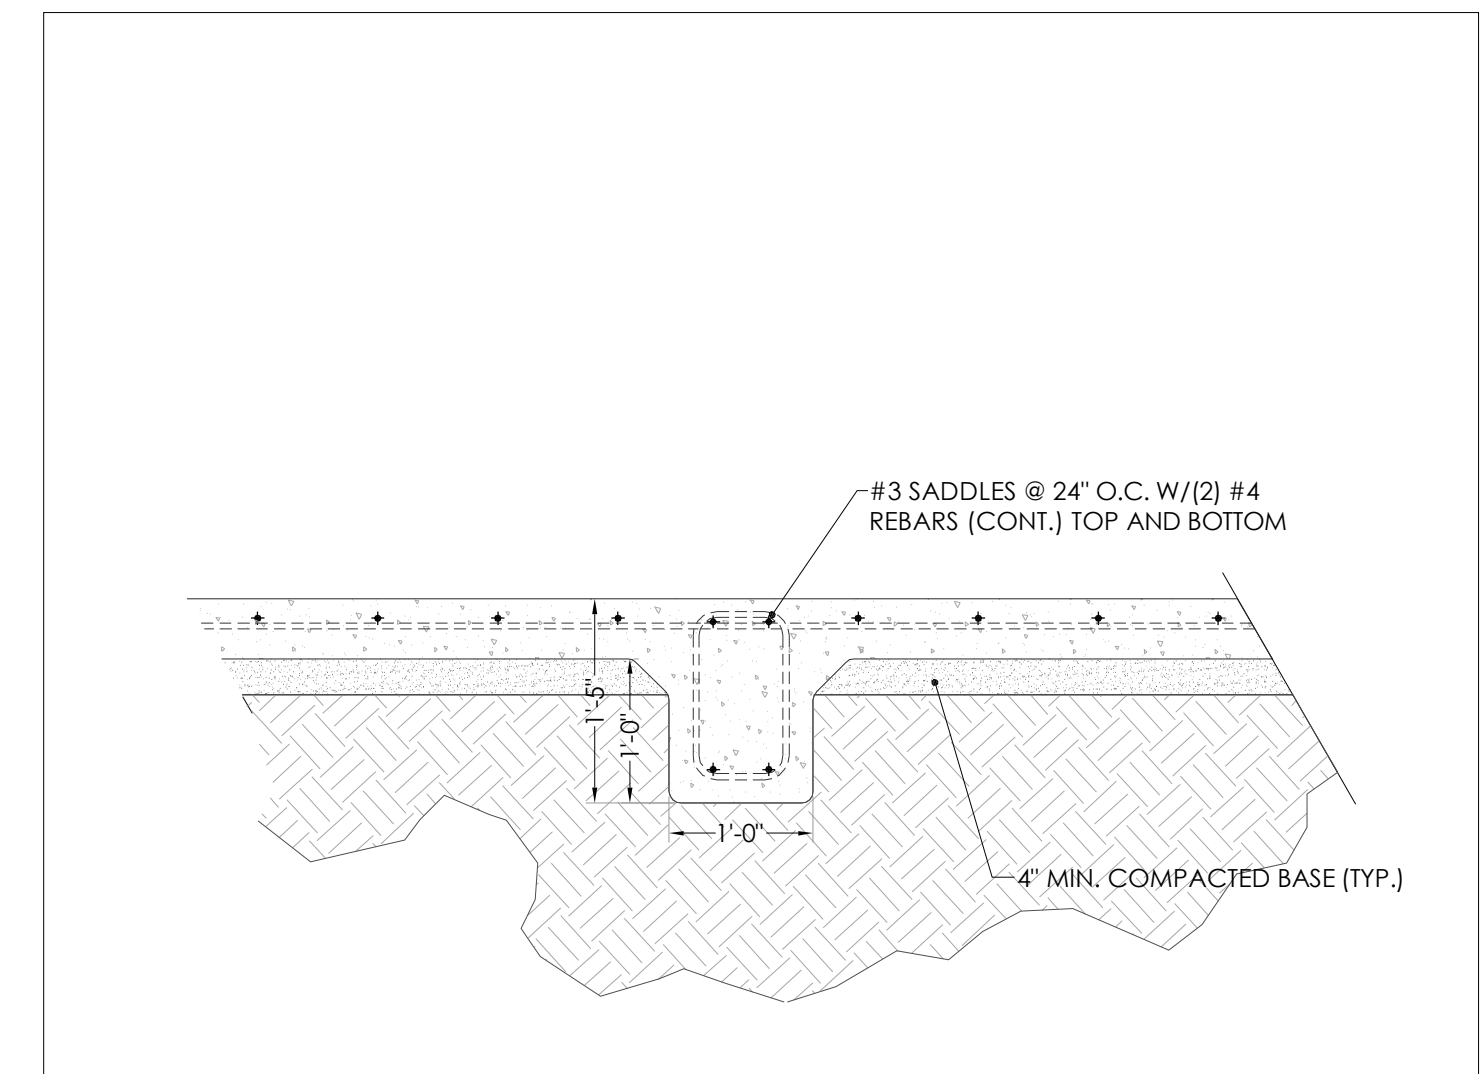 #3 SADDLES @ 24" O.C. W/(2) #4
REBARS (CONT.) TOP AND BOTTOM
1'-5"
1'-0"
1'-0"
4" MIN. COMPACTED BASE (TYP.)